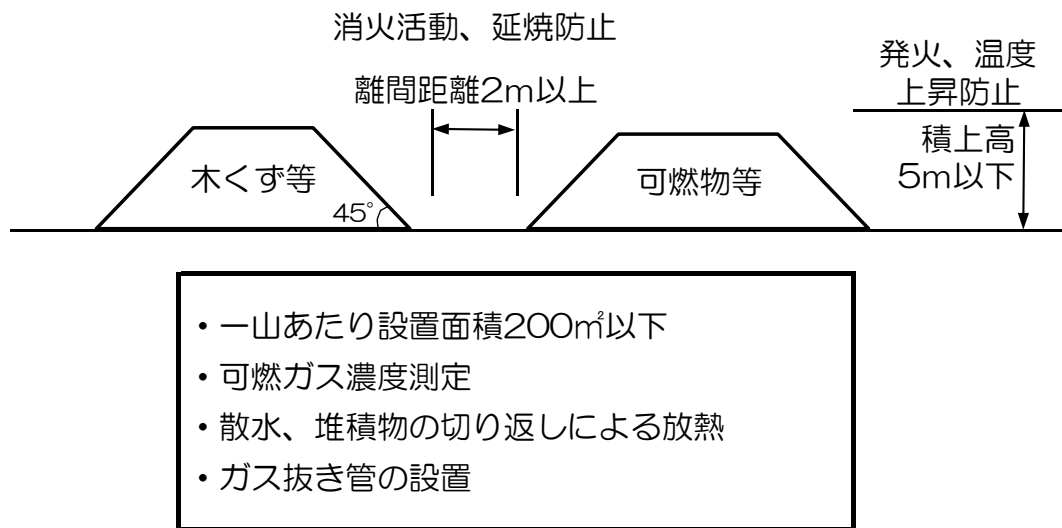 消火活動、延焼防止
離間距離2m以上
発火、温度
上昇防止
積上高
5m以下
木くず等
45°
可燃物等
・一山あたり設置面積200㎡以下
・可燃ガス濃度測定
・散水、堆積物の切り返しによる放熱
・ガス抜き管の設置